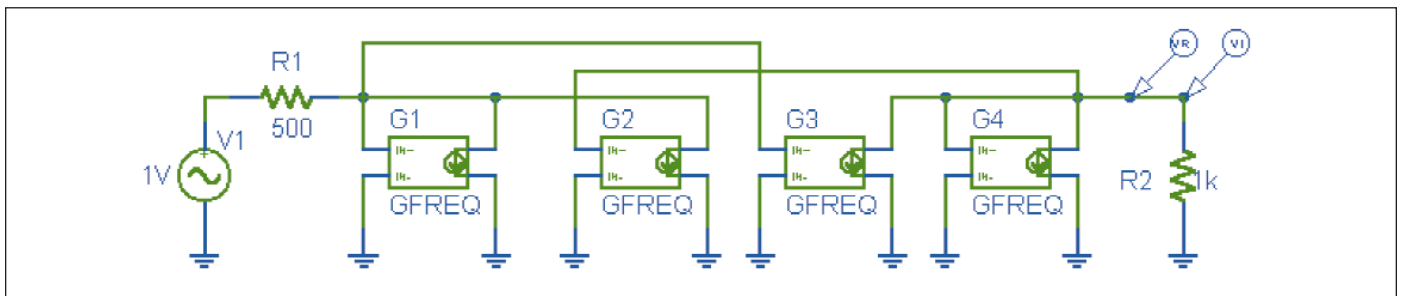 VR VI
R1
500
G1 G2 G3 G4
V1
1V
R2 1k
GFREQ GFREQ GFREQ GFREQ